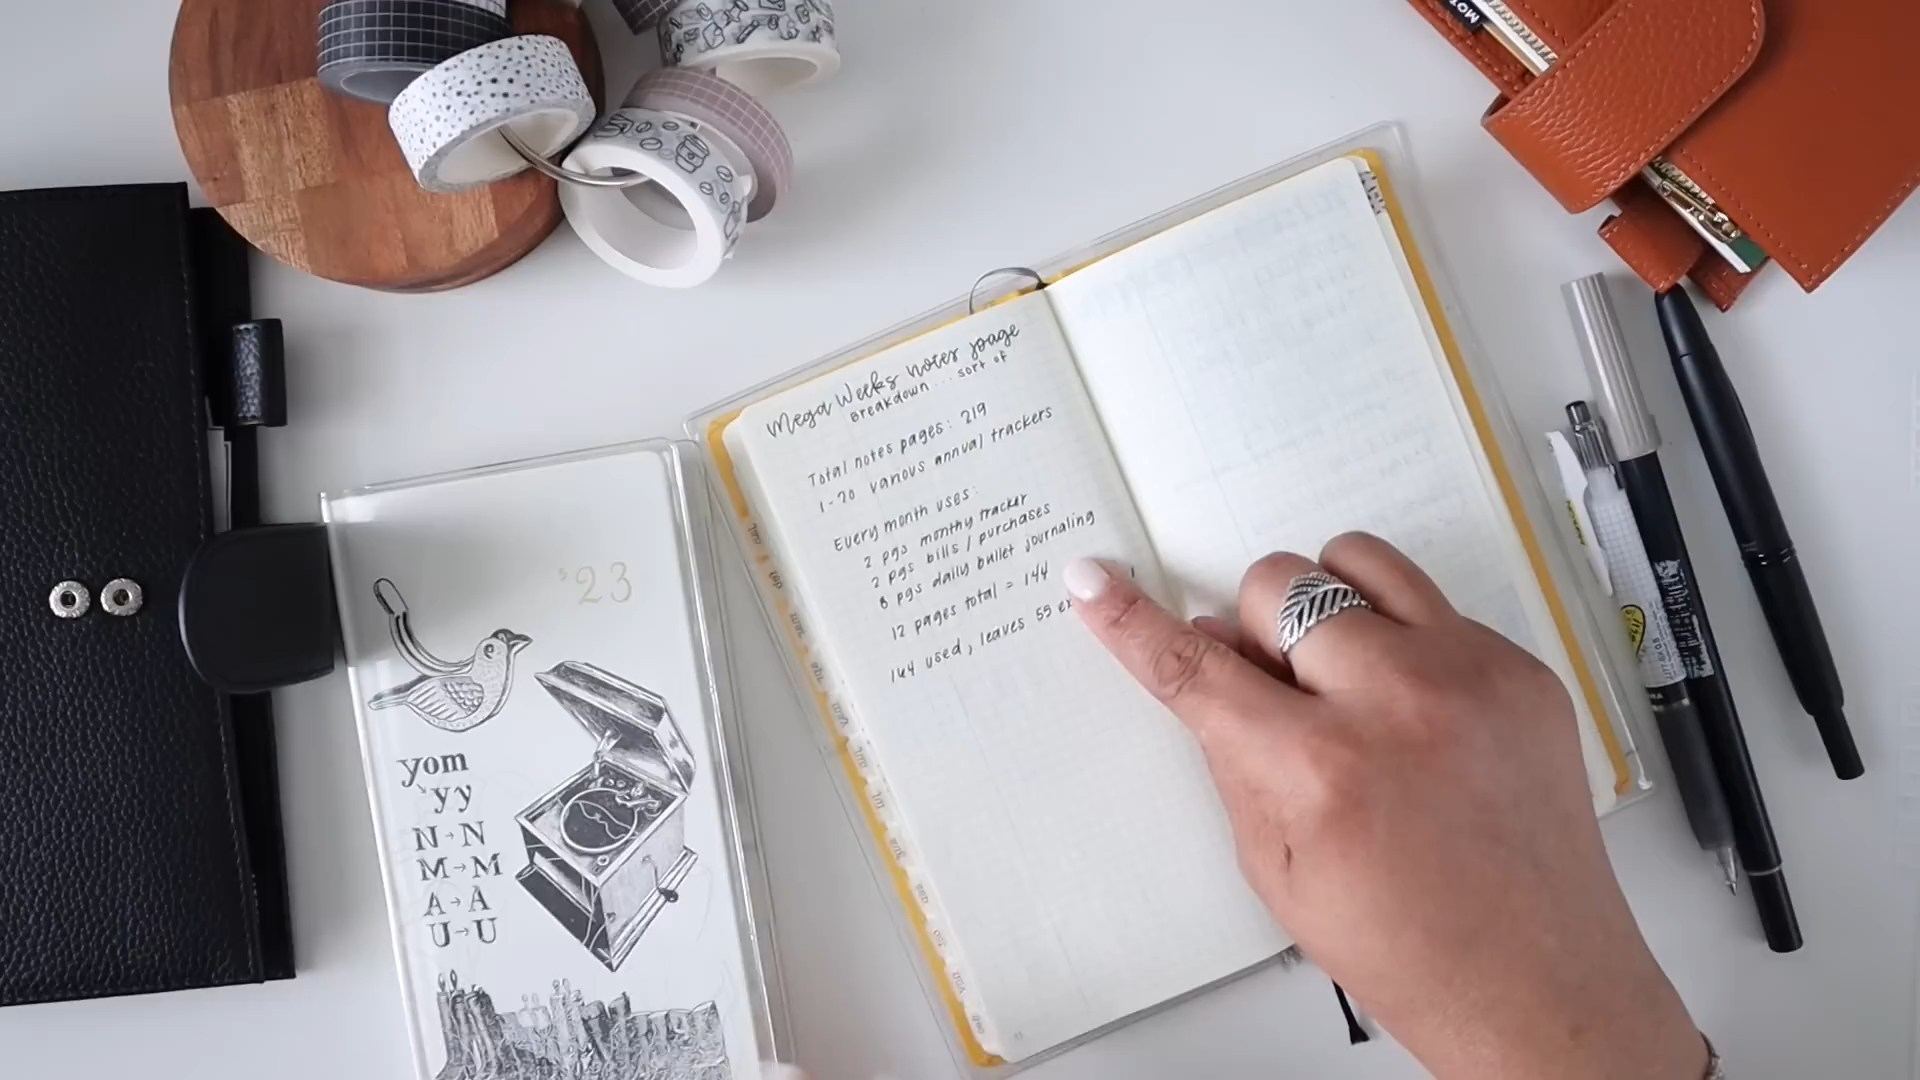 Mega Weeks notes page
Breakdown ... sort of
Total notes pages: 219
1-20 various annual trackers
Every month uses:
2 pgs monthy tracker
2 pgs bills / purchases
8 pgs daily bullet journaling
12 pages total = 144
144 used, leaves 55
'23
yom
yy
N→N
M→M
A→A
U→U